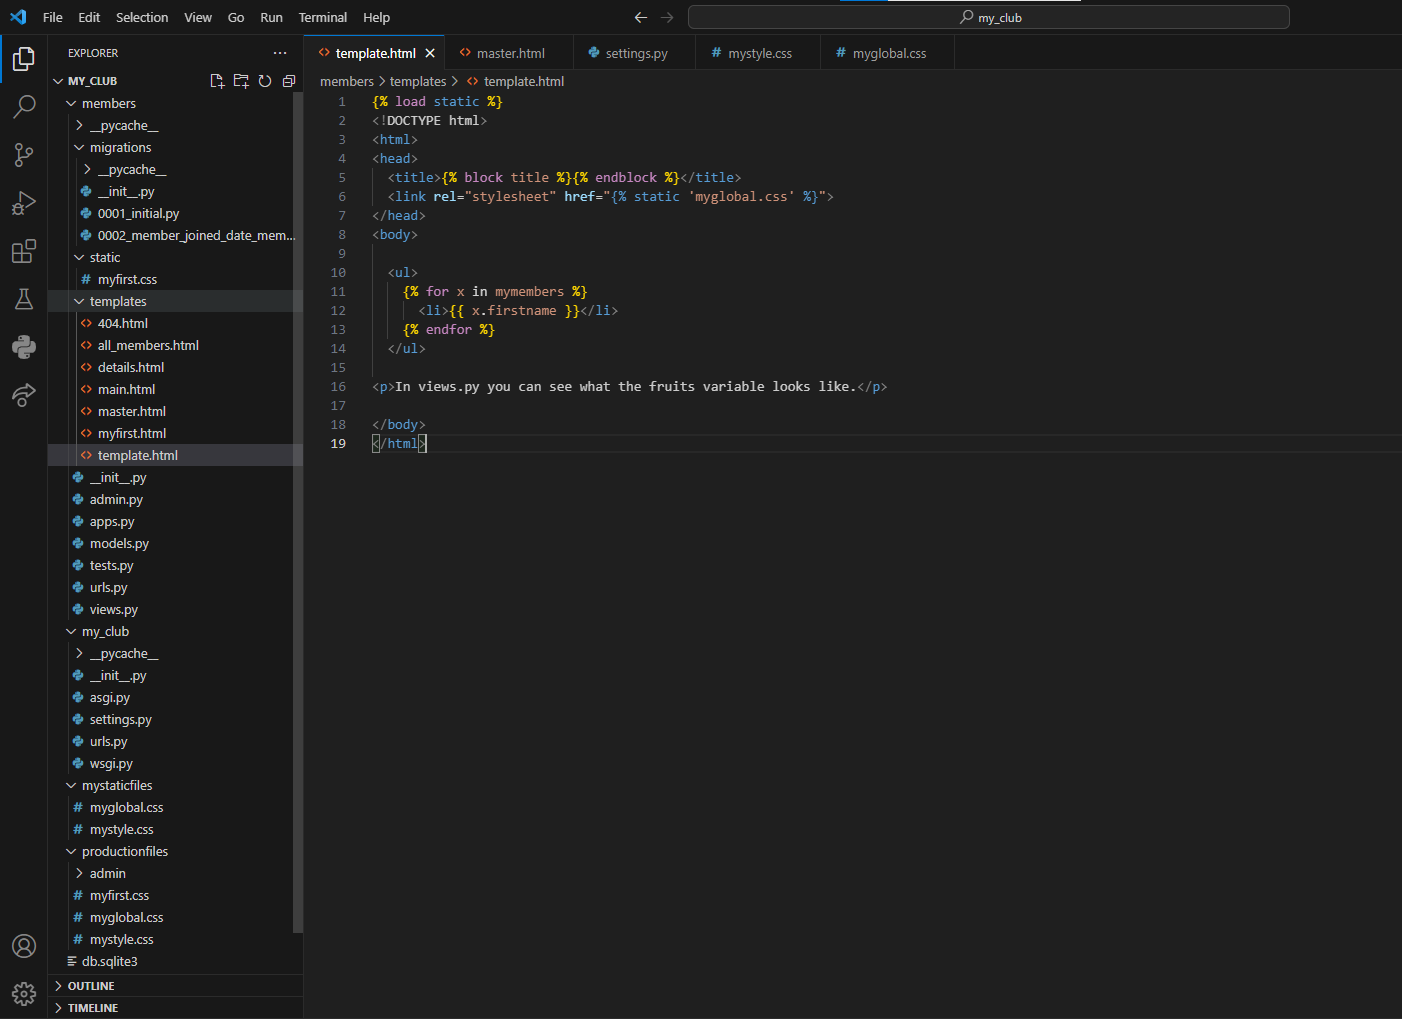 File Edit Selection View Go Run Terminal Help
my_club
EXPLORER
MY_CLUB
members
__pycache__
migrations
__pycache__
__init__.py
0001_initial.py
0002_member_joined_date_mem...
static
# myfirst.css
templates
<> 404.html
<> all_members.html
<> details.html
<> main.html
<> master.html
<> myfirst.html
<> template.html
__init__.py
admin.py
apps.py
models.py
tests.py
urls.py
views.py
my_club
__pycache__
__init__.py
asgi.py
settings.py
urls.py
wsgi.py
mystaticfiles
# myglobal.css
# mystyle.css
productionfiles
admin
# myfirst.css
# myglobal.css
# mystyle.css
db.sqlite3
OUTLINE
TIMELINE
<> template.html <> master.html settings.py # mystyle.css # myglobal.css
members > templates > <> template.html
1 {% load static %}
2 <!DOCTYPE html>
3 <html>
4 <head>
5 <title>{% block title %}{% endblock %}</title>
6 <link rel="stylesheet" href="{% static 'myglobal.css' %}">
7 </head>
8 <body>
9
10 <ul>
11 {% for x in mymembers %}
12 <li>{{ x.firstname }}</li>
13 {% endfor %}
14 </ul>
15
16 <p>In views.py you can see what the fruits variable looks like.</p>
17
18 </body>
19 </html>